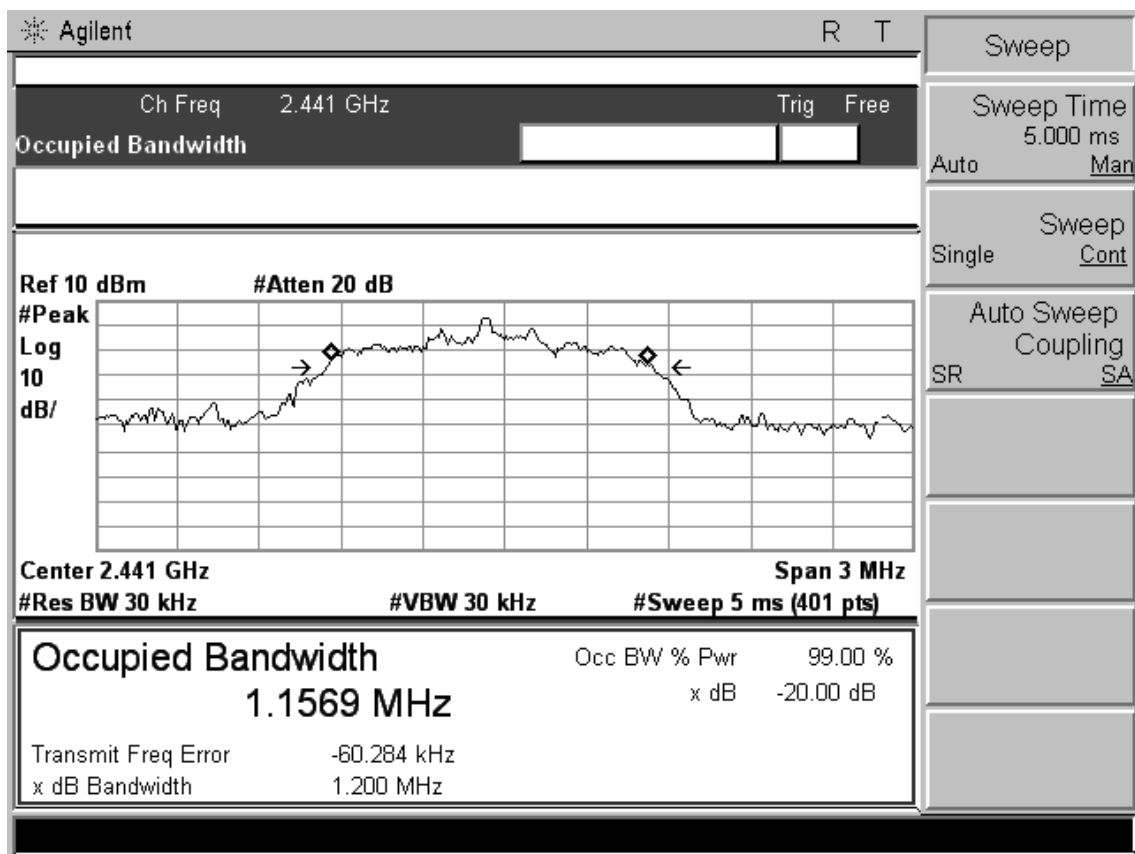 Agilent R T
Ch Freq 2.441 GHz Trig Free
Occupied Bandwidth
Ref 10 dBm #Atten 20 dB
#Peak
Log
10
dB/
Center 2.441 GHz Span 3 MHz
#Res BW 30 kHz #VBW 30 kHz #Sweep 5 ms (401 pts)
Occupied Bandwidth Occ BW % Pwr 99.00 %
1.1569 MHz x dB -20.00 dB
Transmit Freq Error -60.284 kHz
x dB Bandwidth 1.200 MHz
Sweep
Sweep Time
5.000 ms
Auto Man
Sweep
Single Cont
Auto Sweep
Coupling
SR SA